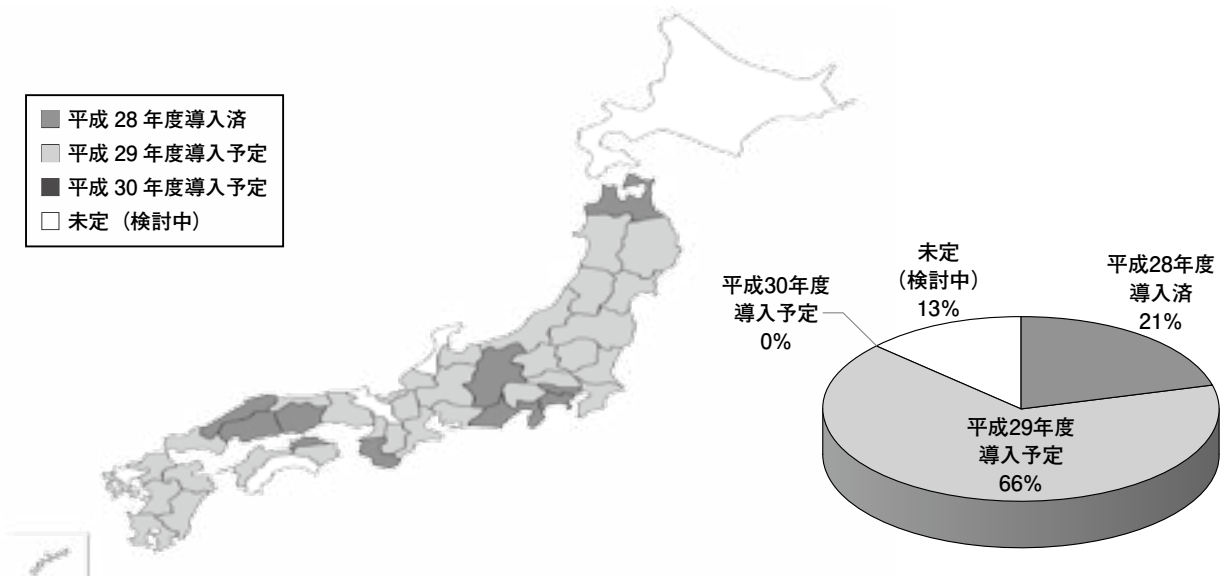 平成 28 年度導入済
平成 29 年度導入予定
平成 30 年度導入予定
未定（検討中）
未定
（検討中）
13%
平成28年度
導入済
21%
平成30年度
導入予定
0%
平成29年度
導入予定
66%